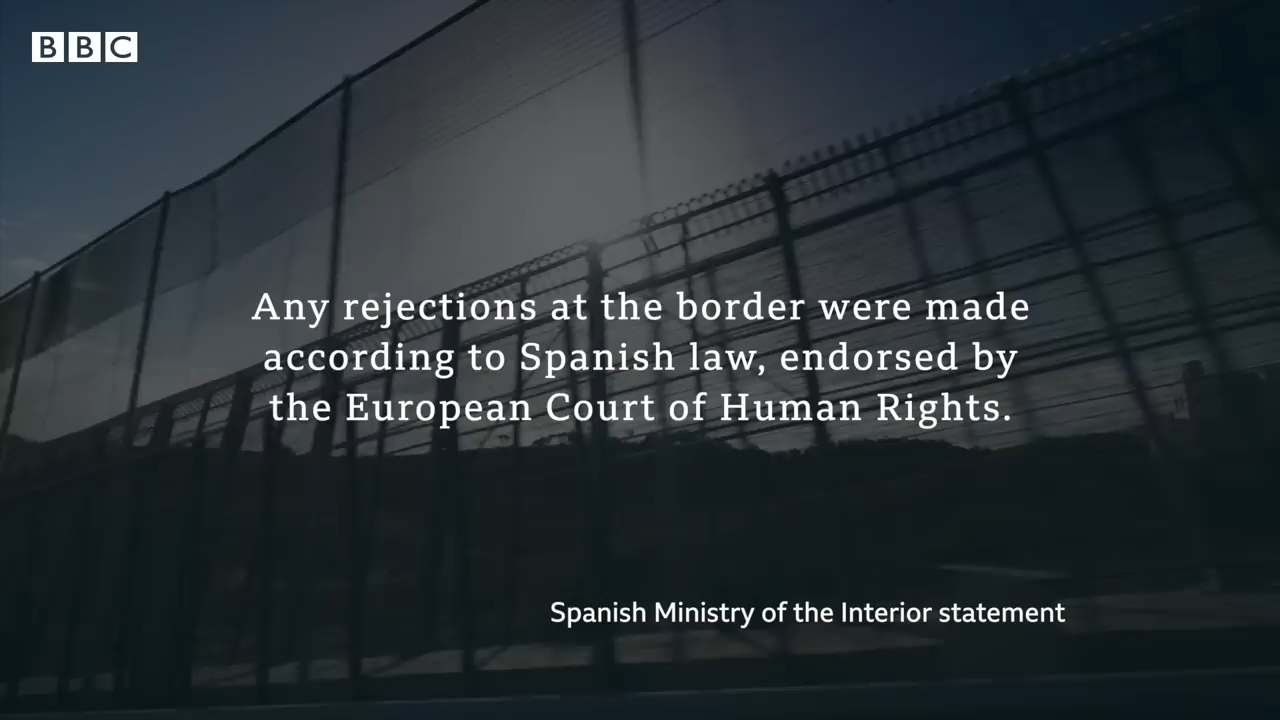 BBC
Any rejections at the border were made
according to Spanish law, endorsed by
the European Court of Human Rights.
Spanish Ministry of the Interior statement